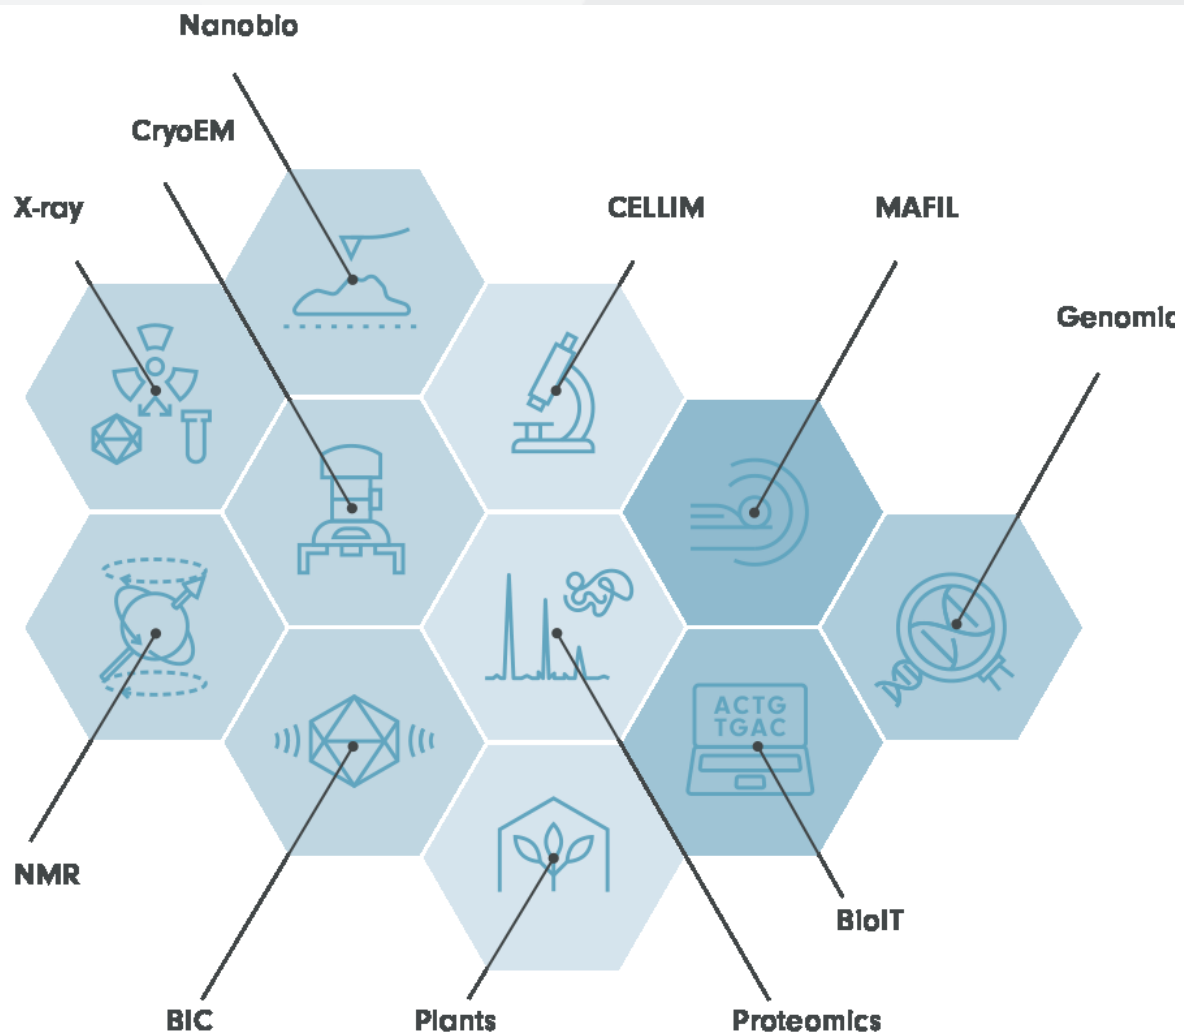 Nanobio
CryoEM
X-ray
CELLIM
MAFIL
Genomic
ACTG
TGAC
NMR
BioIT
BIC
Plants
Proteomics